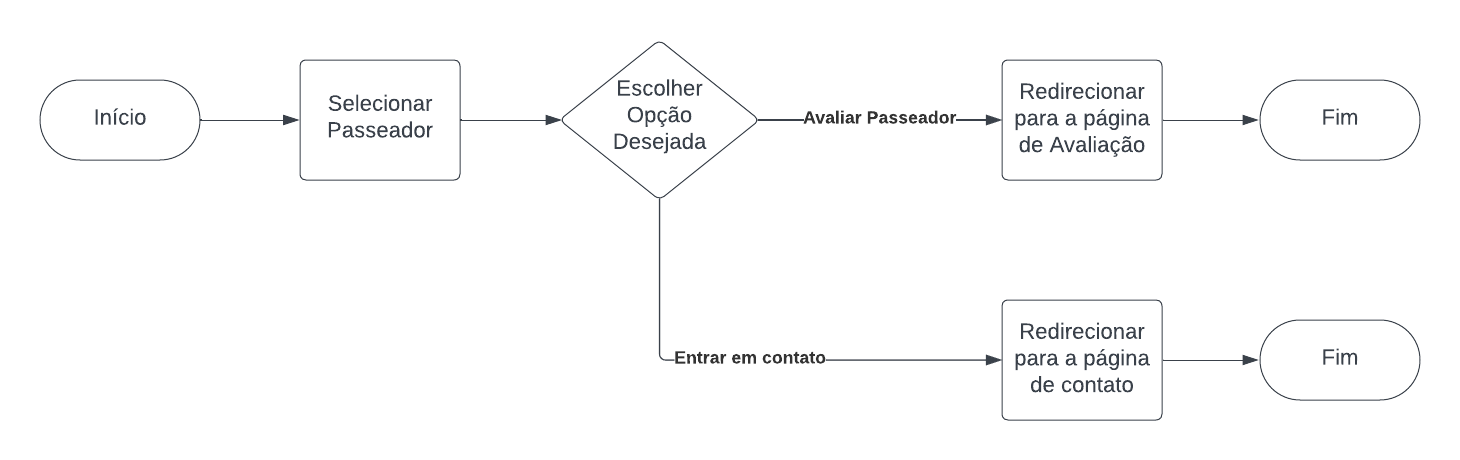 Início
Selecionar
Passeador
Escolher
Opção
Desejada
Avaliar Passeador
Redirecionar
para a página
de Avaliação
Fim
Entrar em contato
Redirecionar
para a página
de contato
Fim